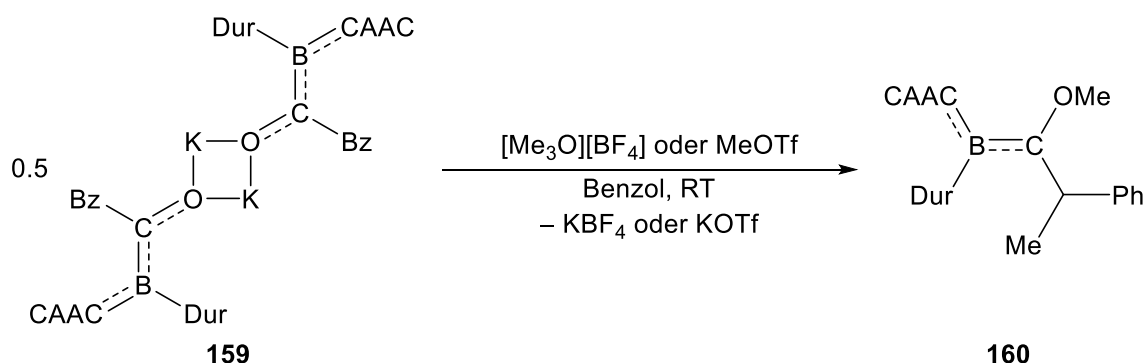 Dur
CAAC
B
C
K
O
Bz
0.5
O
K
Bz
C
B
CAAC
Dur
159
[Me3O][BF4] oder MeOTf
Benzol, RT
– KBF4 oder KOTf
CAAC
OMe
B
C
Dur
Ph
Me
160